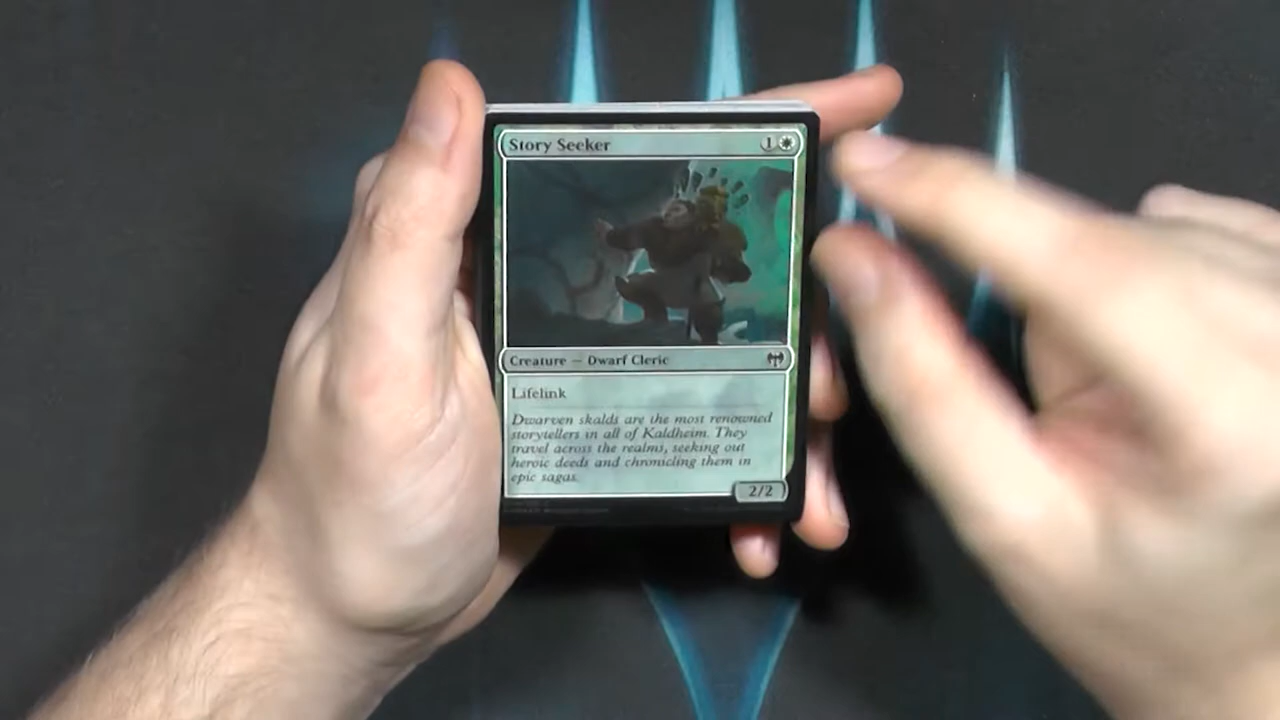 Story Seeker 1
Creature — Dwarf Cleric
Lifelink
Dwarven skalds are the most renowned
storytellers in all of Kaldheim. They
travel across the realms, seeking out
heroic deeds and chronicling them in
epic sagas.
2/2